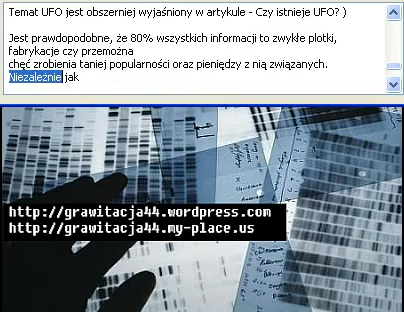 Temat UFO jest obszerniej wyjaśniony w artykule - Czy istnieje UFO? )
Jest prawdopodobne, że 80% wszystkich informacji to zwykłe plotki,
fabrykacje czy przemożna
chęć zrobienia taniej popularności oraz pieniędzy z nią związanych.
Niezależnie jak
http://grawitacja44.wordpress.com
http://grawitacja44.my-place.us